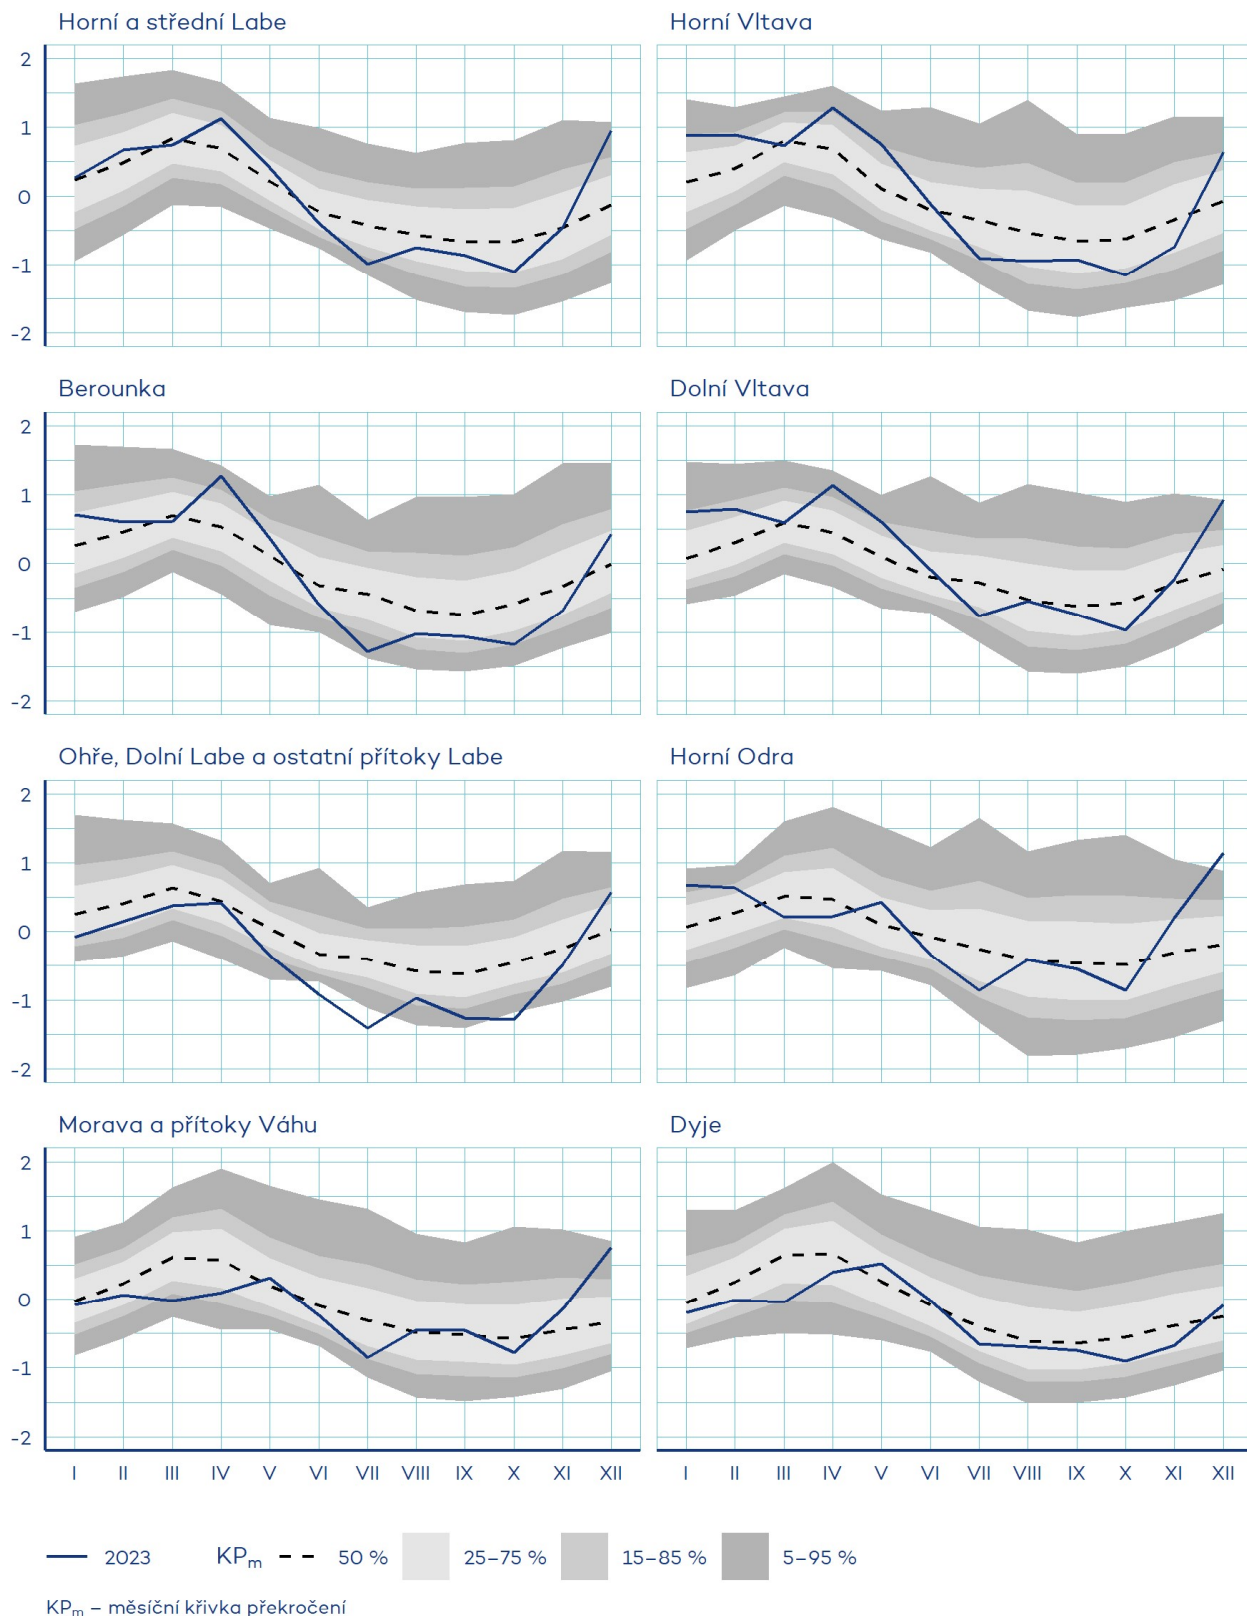 Horní a střední Labe
Horní Vltava
2
1
0
-1
-2
Berounka
Dolní Vltava
2
1
0
-1
-2
Ohře, Dolní Labe a ostatní přítoky Labe
Horní Odra
2
1
0
-1
-2
Morava a přítoky Váhu
Dyje
2
1
0
-1
-2
I II III IV V VI VII VIII IX X XI XII
I II III IV V VI VII VIII IX X XI XII
2023 KPₘ 50 % 25–75 % 15–85 % 5–95 %
KPₘ – měsíční křivka překročení